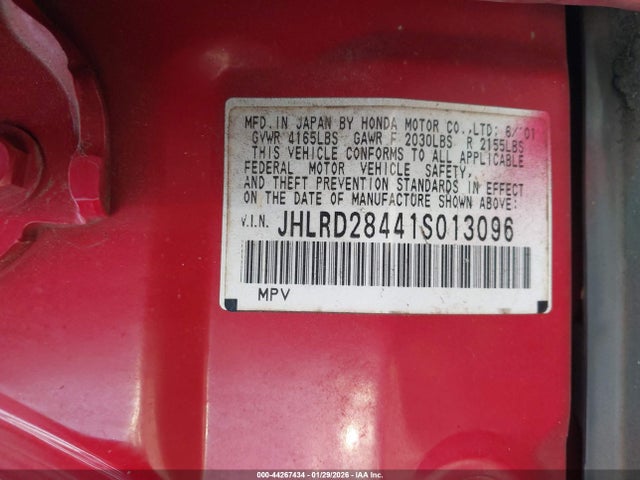 MFD. IN JAPAN BY HONDA MOTOR CO.,LTD: 6/'01
GVWR 4165LBS GAWR F 2030LBS R 2155LBS
THIS VEHICLE CONFORMS TO ALL APPLICABLE
FEDERAL MOTOR VEHICLE SAFETY,
AND THEFT PREVENTION STANDARDS IN EFFECT
ON THE DATE OF MANUFACTURE SHOWN ABOVE:
V.I.N. JHLRD28441S013096
MPV
000-44267434 - 01/29/2026 - IAA Inc.